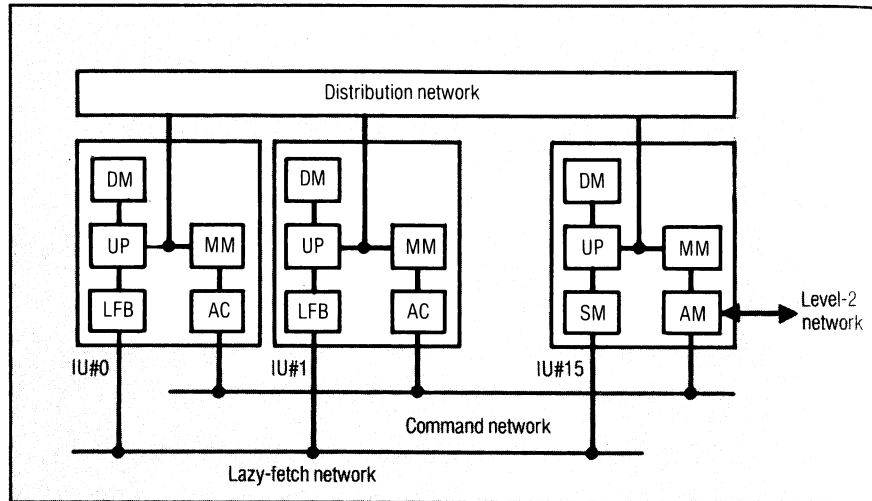 Distribution network
DM
DM
DM
UP
MM
UP
MM
UP
MM
LFB
AC
LFB
AC
SM
AM
Level-2
network
IU#0
IU#1
IU#15
Command network
Lazy-fetch network